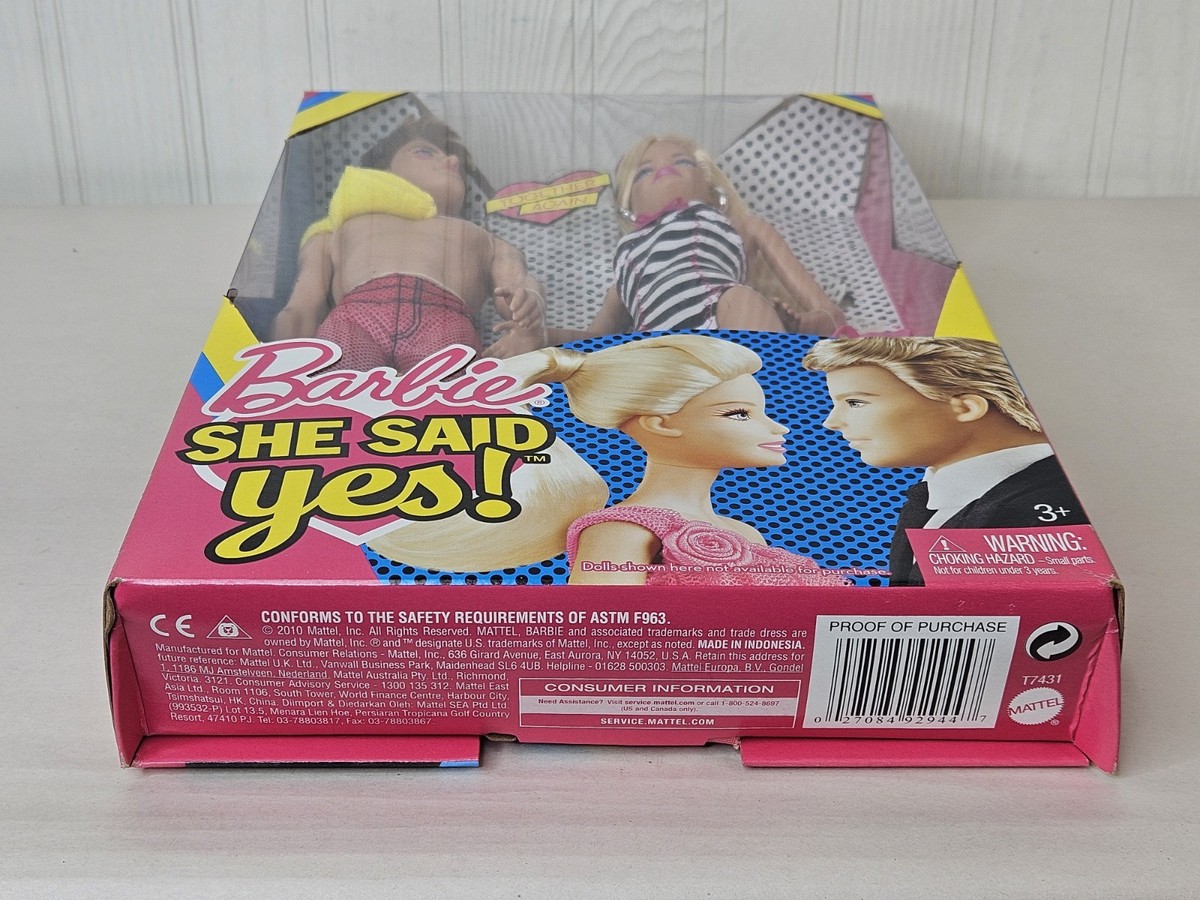 TOGETHER
AGAIN
Barbie®
SHE SAID
yes!™
3+
WARNING:
CHOKING HAZARD – Small parts.
Not for children under 3 years.
Dolls shown here not available for purchase.
CE
CONFORMS TO THE SAFETY REQUIREMENTS OF ASTM F963.
© 2010 Mattel, Inc. All Rights Reserved. MATTEL, BARBIE and associated trademarks and trade dress are
owned by Mattel, Inc. ® and ™ designate U.S. trademarks of Mattel, Inc., except as noted. MADE IN INDONESIA.
Manufactured for Mattel. Consumer Relations - Mattel, Inc., 636 Girard Avenue, East Aurora, NY 14052, U.S.A. Retain this address for
future reference: Mattel U.K. Ltd., Vanwall Business Park, Maidenhead SL6 4UB. Helpline - 01628 500303. Mattel Europa, B.V., Gondel
1, 1186 MJ Amstelveen, Nederland. Mattel Australia Pty. Ltd., Richmond,
Victoria. 3121. Consumer Advisory Service - 1300 135 312. Mattel East
Asia Ltd., Room 1106, South Tower, World Finance Centre, Harbour City,
Tsimshatsui, HK, China. Diimport & Diedarkan Oleh: Mattel SEA Ptd Ltd.
(993532-P) Lot 13.5, Menara Lien Hoe, Persiaran Tropicana Golf Country
Resort, 47410 PJ. Tel: 03-78803817, Fax: 03-78803867
CONSUMER INFORMATION
Need Assistance? Visit service.mattel.com or call 1-800-524-8697
(US and Canada only).
SERVICE.MATTEL.COM
PROOF OF PURCHASE
0 27084 92944 7
T7431
MATTEL®